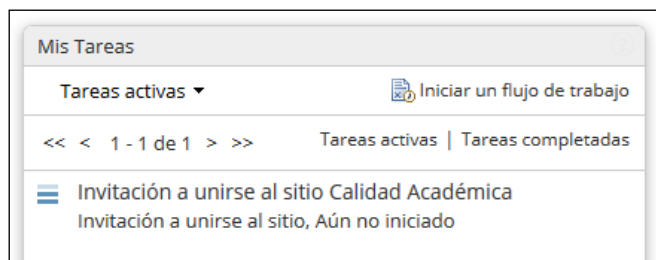 Mis Tareas
Tareas activas Iniciar un flujo de trabajo
<< < 1 - 1 de 1 > >> Tareas activas | Tareas completadas
Invitación a unirse al sitio Calidad Académica
Invitación a unirse al sitio, Aún no iniciado